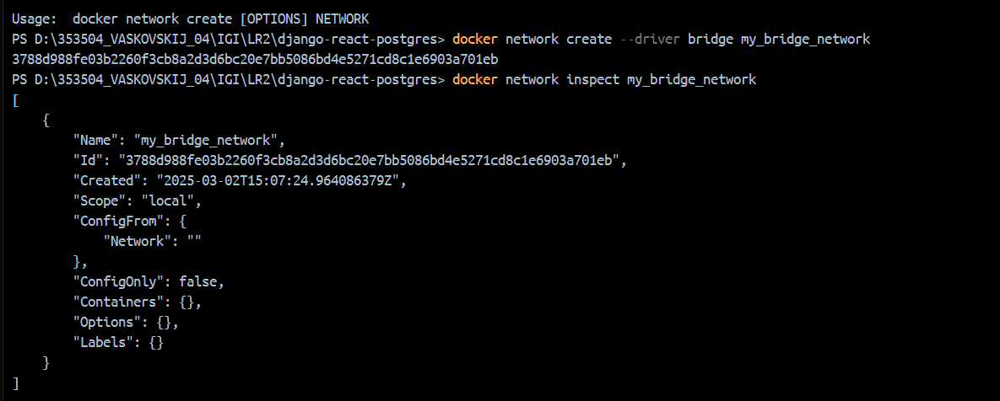 Usage:  docker network create [OPTIONS] NETWORK
PS D:\353504_VASKOVSKIJ_04\IGI\LR2\django-react-postgres> docker network create --driver bridge my_bridge_network
3788d988fe03b2260f3cb8a2d3d6bc20e7bb5086bd4e5271cd8c1e6903a701eb
PS D:\353504_VASKOVSKIJ_04\IGI\LR2\django-react-postgres> docker network inspect my_bridge_network
[
    {
        "Name": "my_bridge_network",
        "Id": "3788d988fe03b2260f3cb8a2d3d6bc20e7bb5086bd4e5271cd8c1e6903a701eb",
        "Created": "2025-03-02T15:07:24.964086379Z",
        "Scope": "local",
        "ConfigFrom": {
            "Network": ""
        },
        "ConfigOnly": false,
        "Containers": {},
        "Options": {},
        "Labels": {}
    }
]